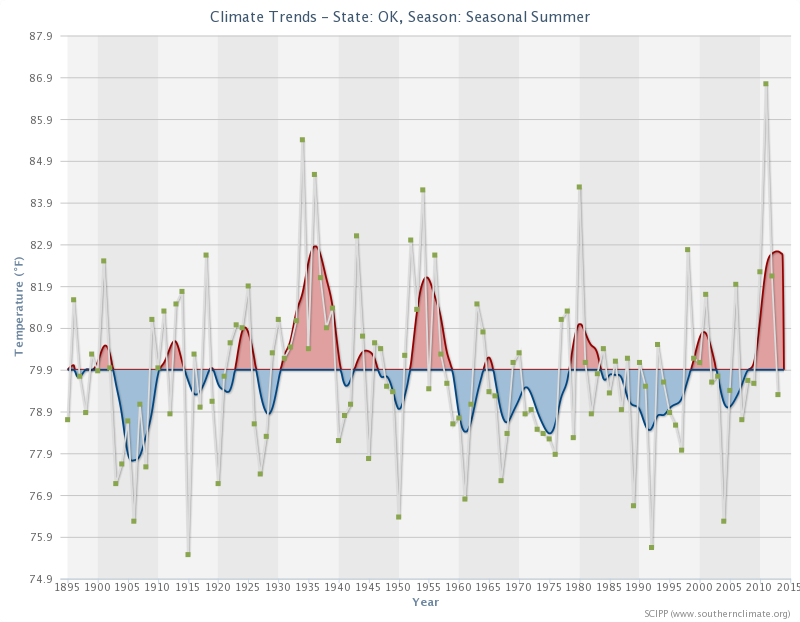 Climate Trends – State: OK, Season: Seasonal Summer
87.9
86.9
85.9
84.9
83.9
82.9
81.9
80.9
79.9
78.9
77.9
76.9
75.9
74.9
Temperature (°F)
1895 1900 1905 1910 1915 1920 1925 1930 1935 1940 1945 1950 1955 1960 1965 1970 1975 1980 1985 1990 1995 2000 2005 2010 2015
Year
SCIPP (www.southernclimate.org)